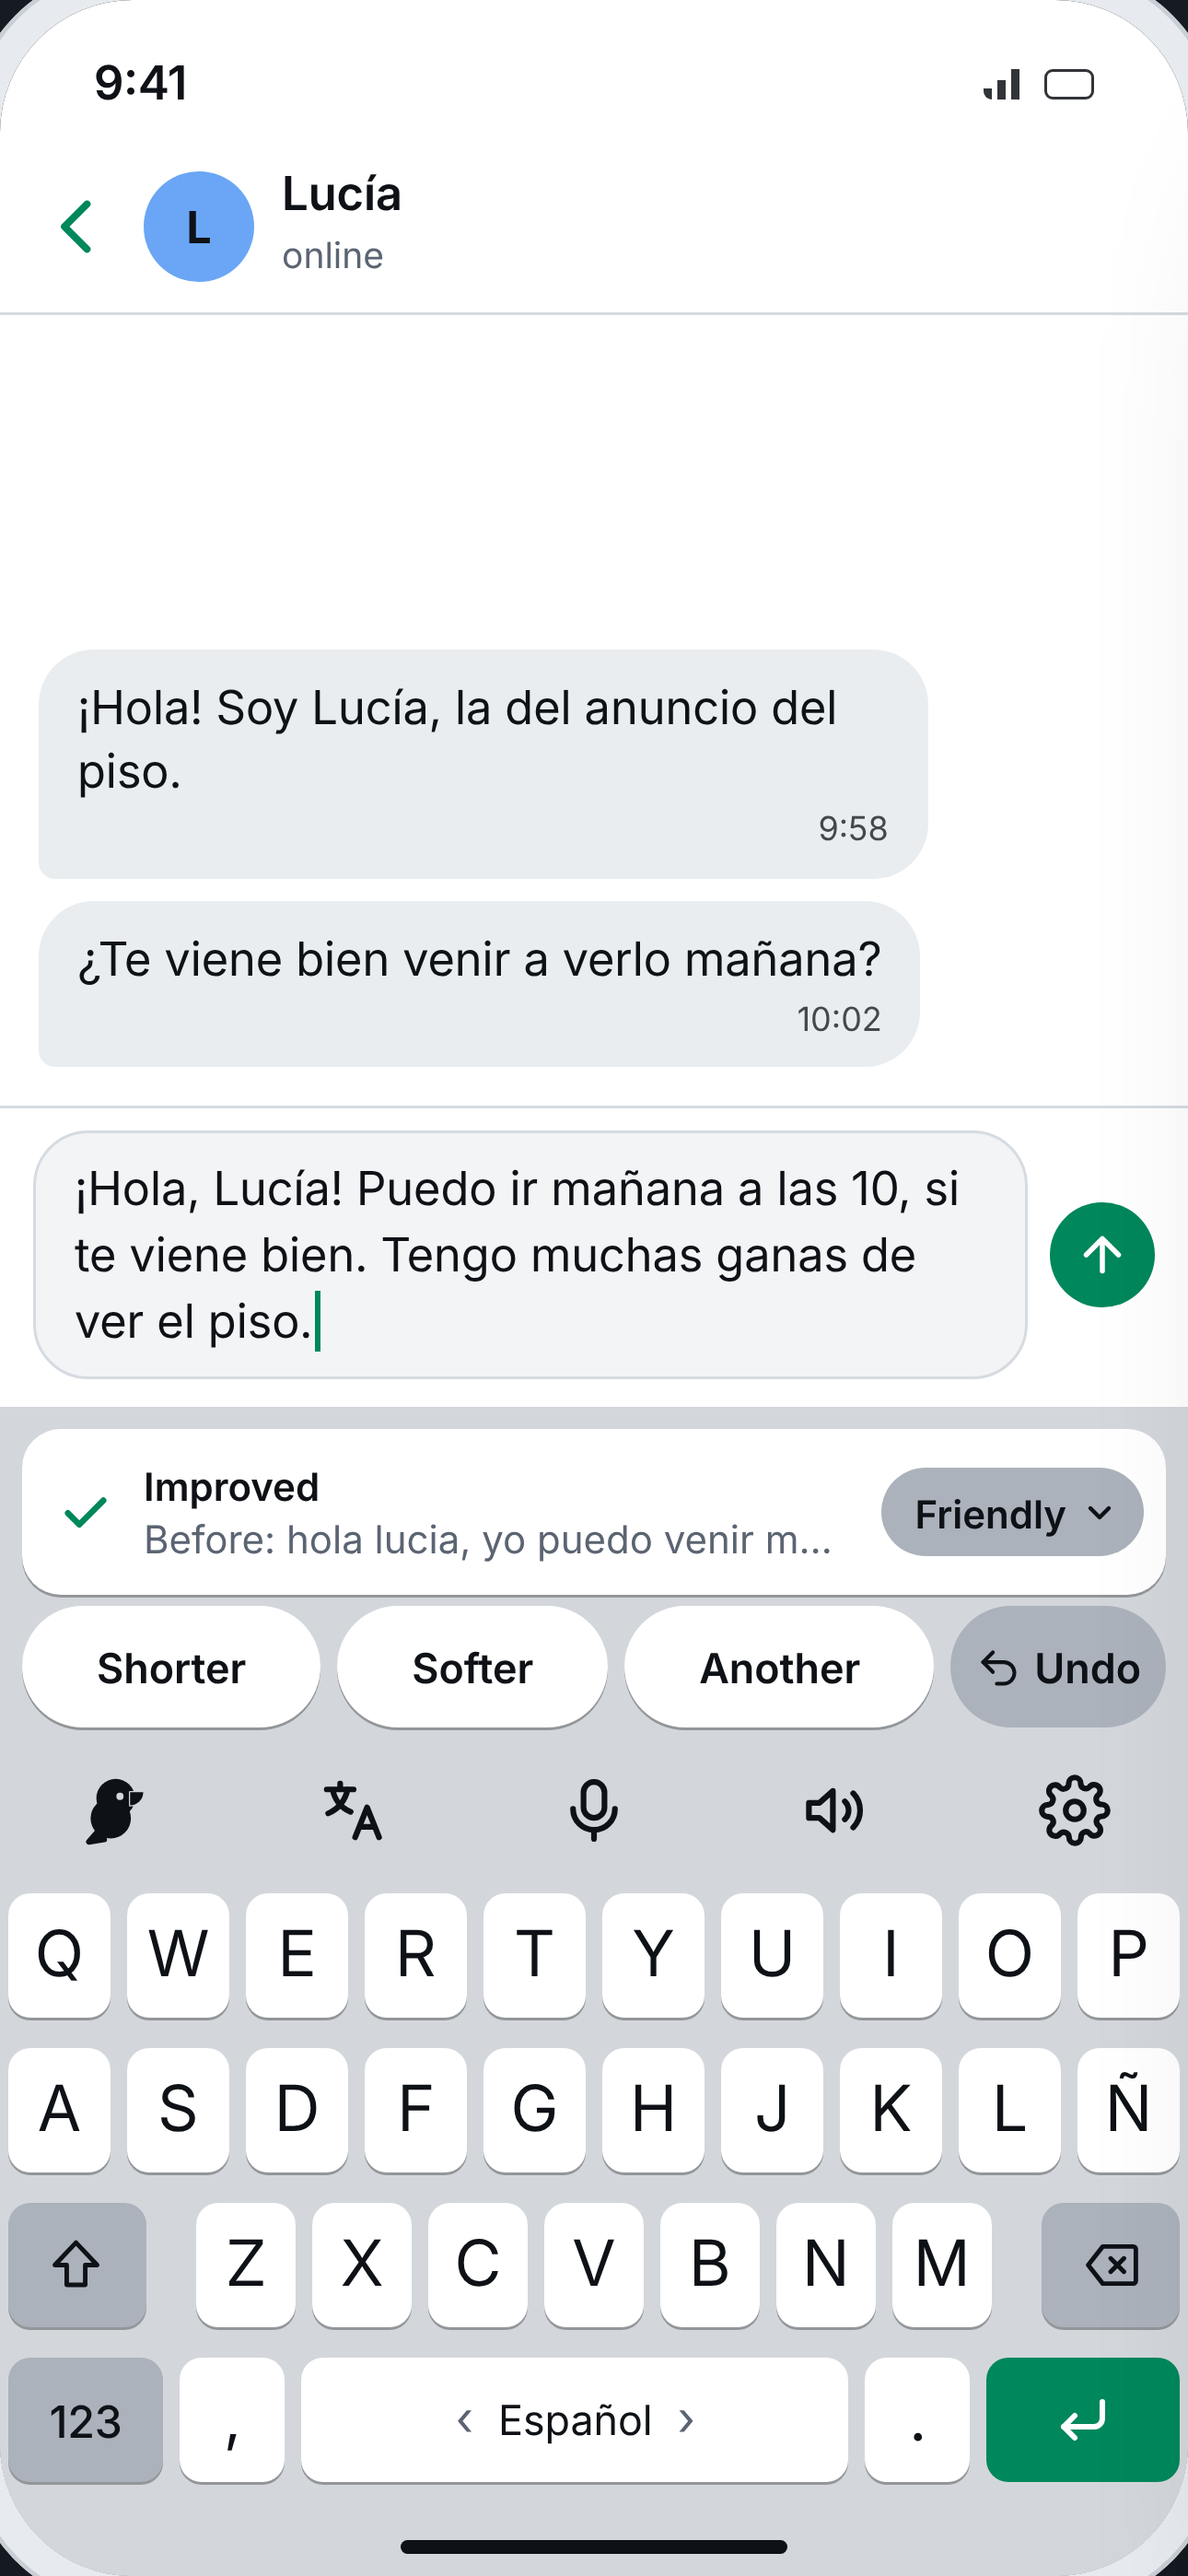 9:41
L
Lucía
online
¡Hola! Soy Lucía, la del anuncio del
piso.
9:58
¿Te viene bien venir a verlo mañana?
10:02
¡Hola, Lucía! Puedo ir mañana a las 10, si
te viene bien. Tengo muchas ganas de
ver el piso.
Improved
Before: hola lucia, yo puedo venir m...
Friendly
Shorter Softer Another Undo
Q W E R T Y U I O P
A S D F G H J K L Ñ
Z X C V B N M
123 , ‹ Español › .